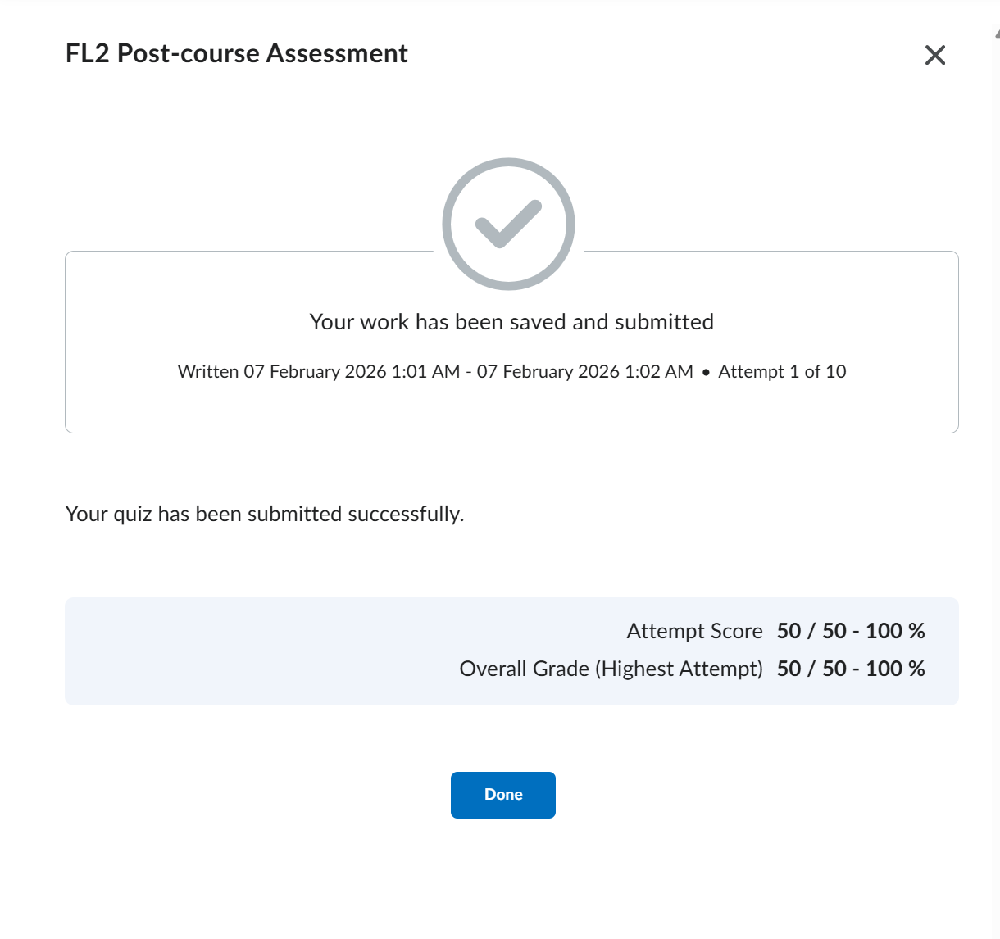 FL2 Post-course Assessment
Your work has been saved and submitted
Written 07 February 2026 1:01 AM - 07 February 2026 1:02 AM • Attempt 1 of 10
Your quiz has been submitted successfully.
Attempt Score 50 / 50 - 100 %
Overall Grade (Highest Attempt) 50 / 50 - 100 %
Done